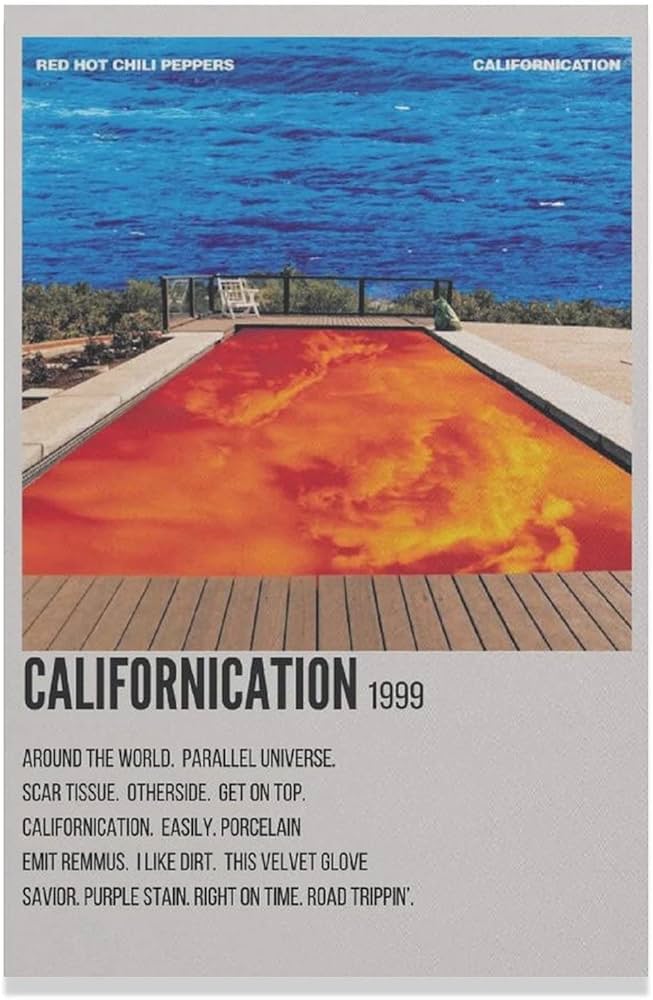 RED HOT CHILI PEPPERS CALIFORNICATION
CALIFORNICATION 1999
AROUND THE WORLD. PARALLEL UNIVERSE.
SCAR TISSUE. OTHERSIDE. GET ON TOP.
CALIFORNICATION. EASILY. PORCELAIN
EMIT REMMUS. I LIKE DIRT. THIS VELVET GLOVE
SAVIOR. PURPLE STAIN. RIGHT ON TIME. ROAD TRIPPIN'.